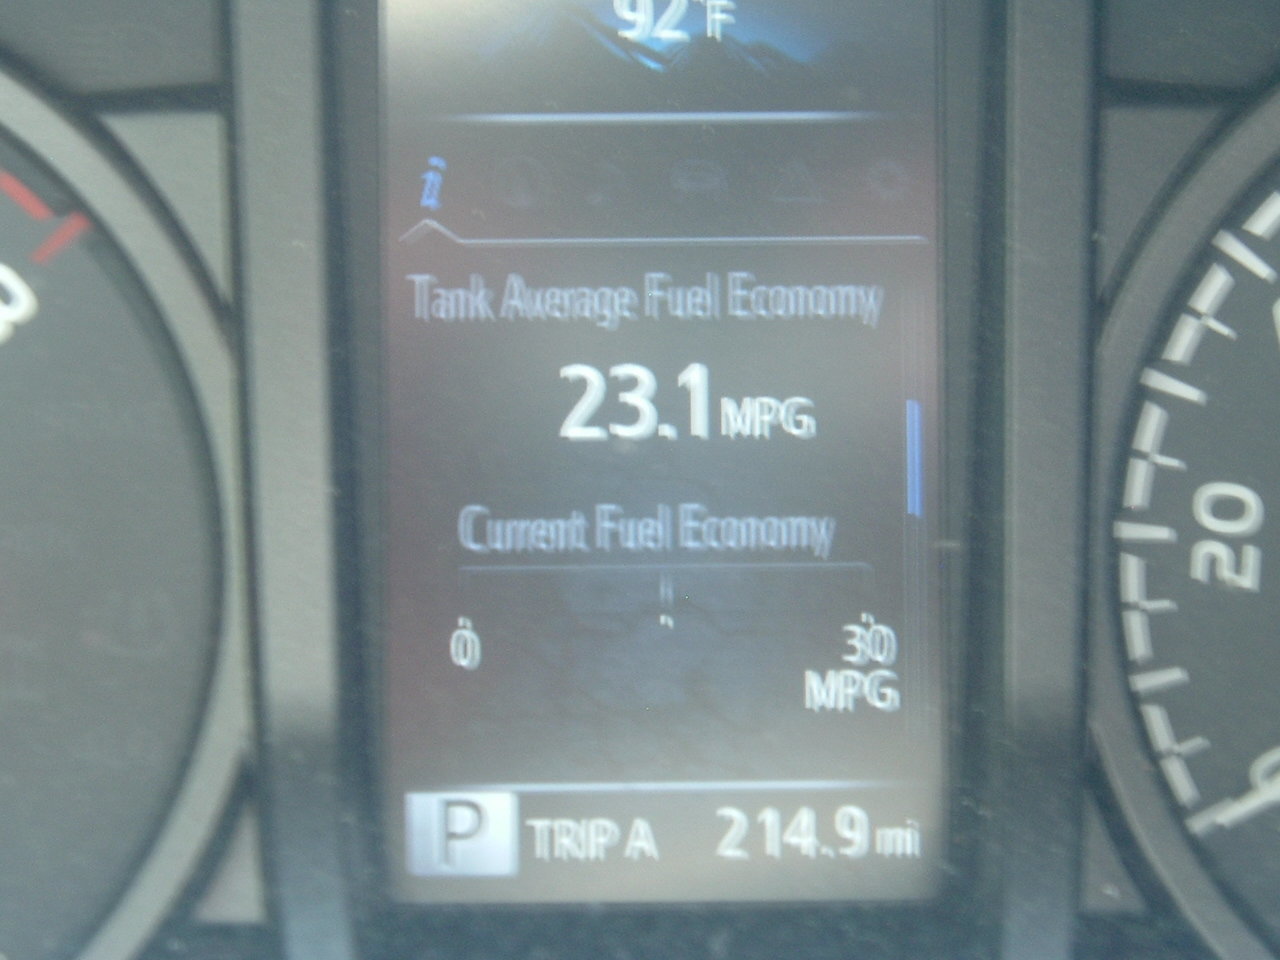 92°F
i
Tank Average Fuel Economy
23.1 MPG
Current Fuel Economy
0 30
MPG
P TRIP A 214.9 mi
20
8